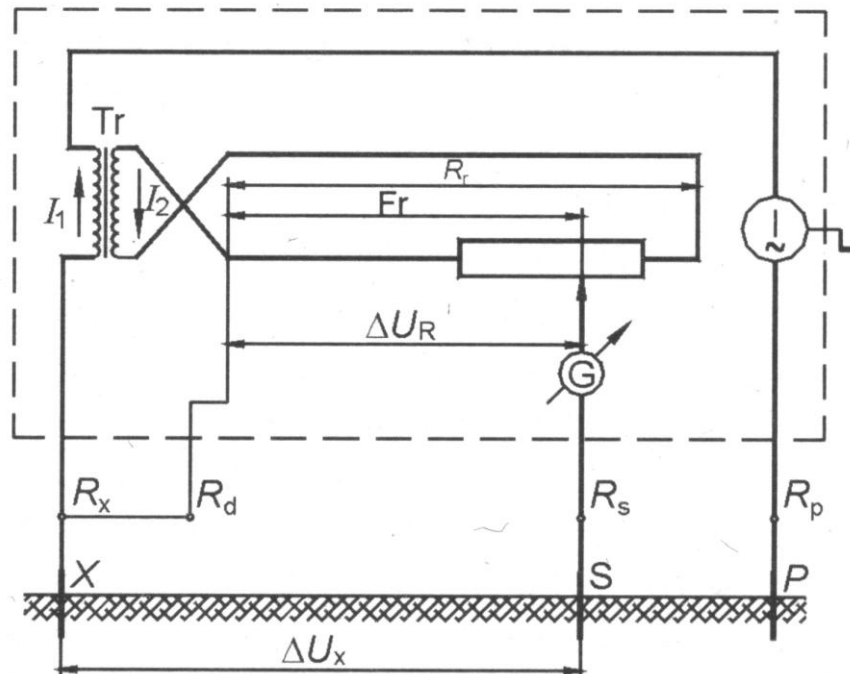 Tr
R_r
I_1
I_2
Fr
~
ΔU_R
G
R_x
R_d
R_s
R_p
X
S
P
ΔU_x